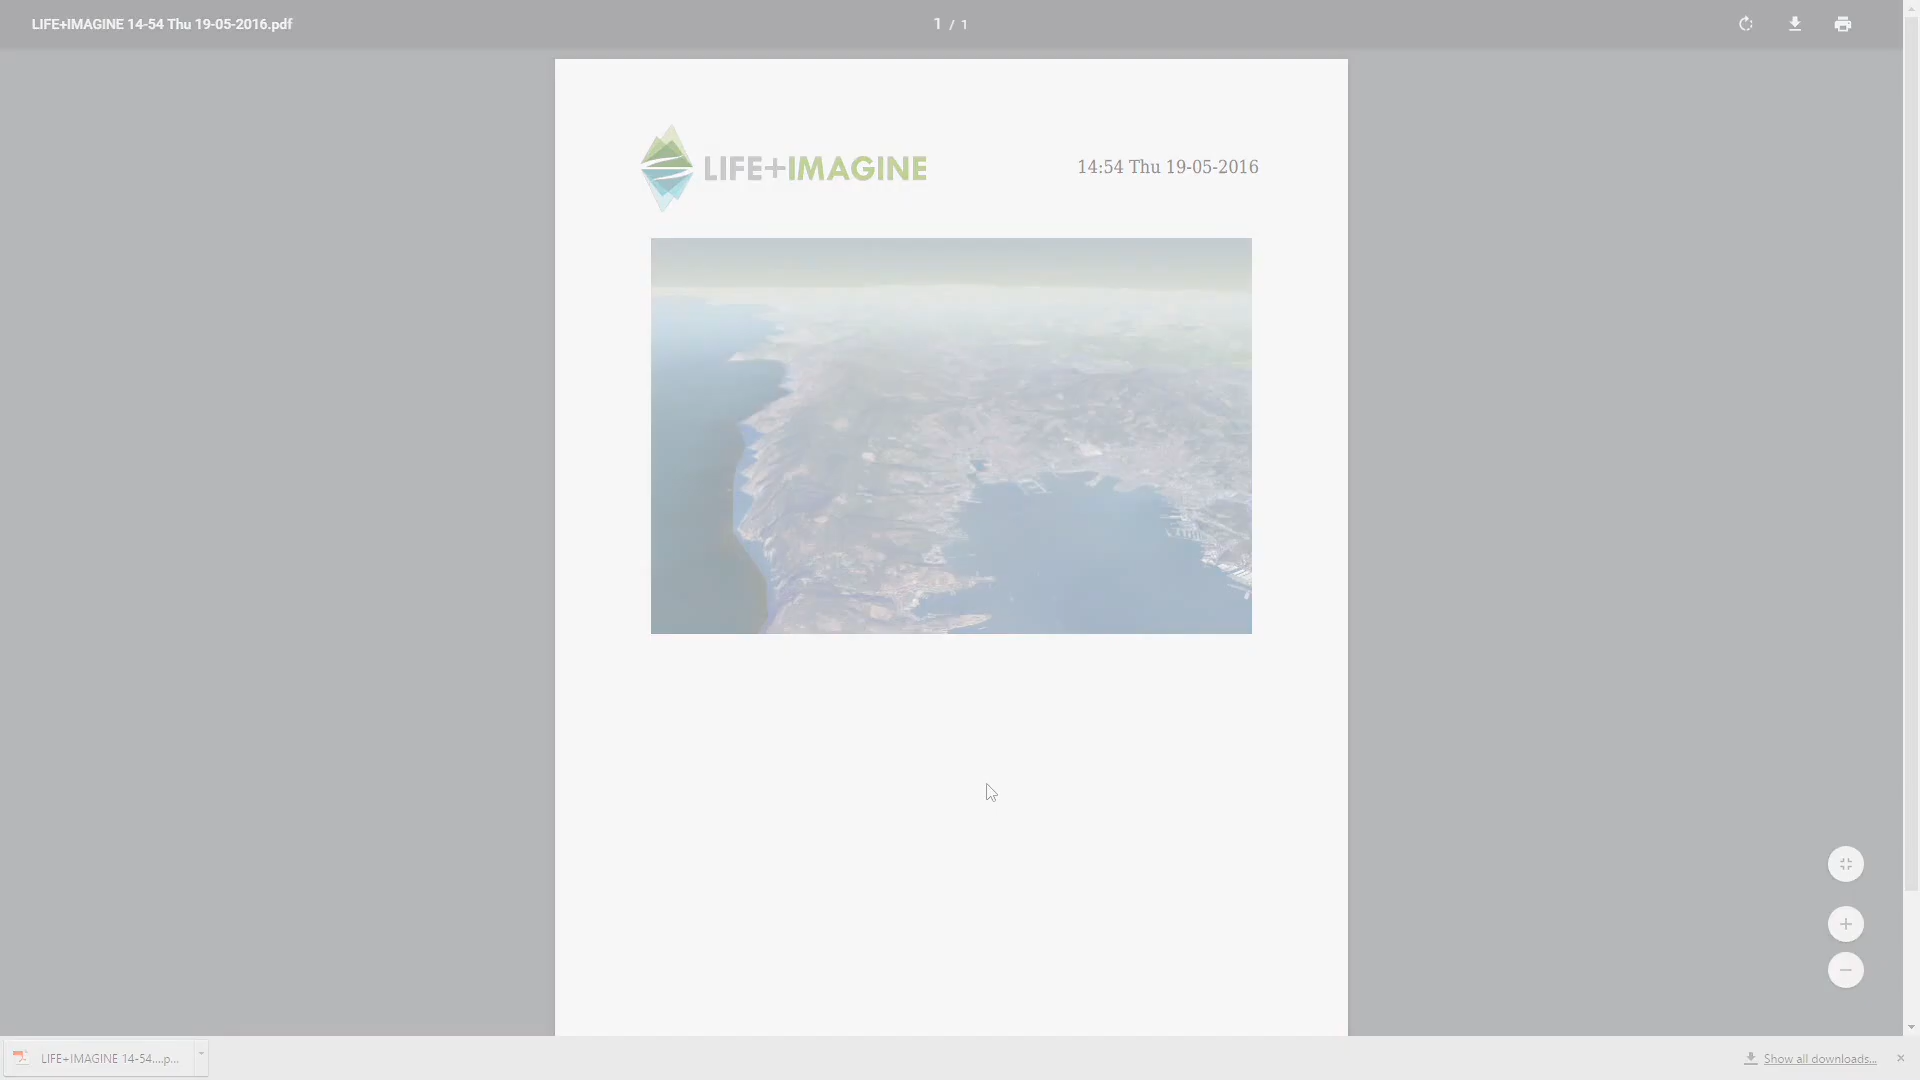 LIFE+IMAGINE 14-54 Thu 19-05-2016.pdf
1 / 1
LIFE+IMAGINE
14:54 Thu 19-05-2016
LIFE+IMAGINE 14-54....p...
Show all downloads...